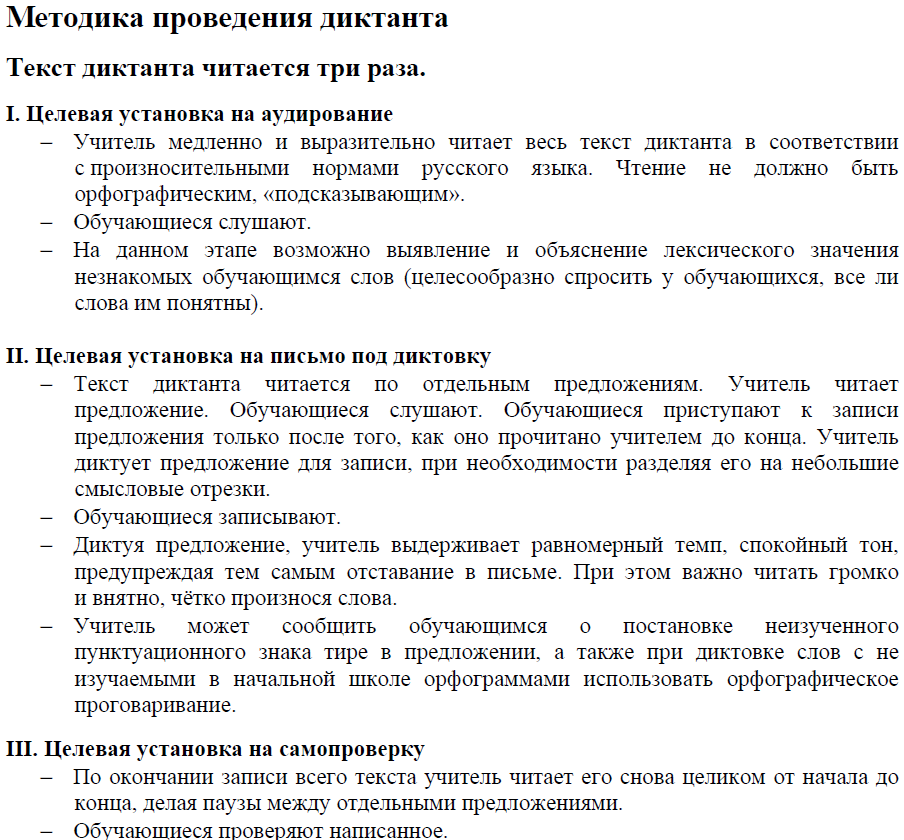 Методика проведения диктанта
Текст диктанта читается три раза.
I. Целевая установка на аудирование
– Учитель медленно и выразительно читает весь текст диктанта в соответствии
с произносительными нормами русского языка. Чтение не должно быть
орфографическим, «подсказывающим».
– Обучающиеся слушают.
– На данном этапе возможно выявление и объяснение лексического значения
незнакомых обучающимся слов (целесообразно спросить у обучающихся, все ли
слова им понятны).
II. Целевая установка на письмо под диктовку
– Текст диктанта читается по отдельным предложениям. Учитель читает
предложение. Обучающиеся слушают. Обучающиеся приступают к записи
предложения только после того, как оно прочитано учителем до конца. Учитель
диктует предложение для записи, при необходимости разделяя его на небольшие
смысловые отрезки.
– Обучающиеся записывают.
– Диктуя предложение, учитель выдерживает равномерный темп, спокойный тон,
предупреждая тем самым отставание в письме. При этом важно читать громко
и внятно, чётко произнося слова.
– Учитель может сообщить обучающимся о постановке неизученного
пунктуационного знака тире в предложении, а также при диктовке слов с не
изучаемыми в начальной школе орфограммами использовать орфографическое
проговаривание.
III. Целевая установка на самопроверку
– По окончании записи всего текста учитель читает его снова целиком от начала до
конца, делая паузы между отдельными предложениями.
– Обучающиеся проверяют написанное.